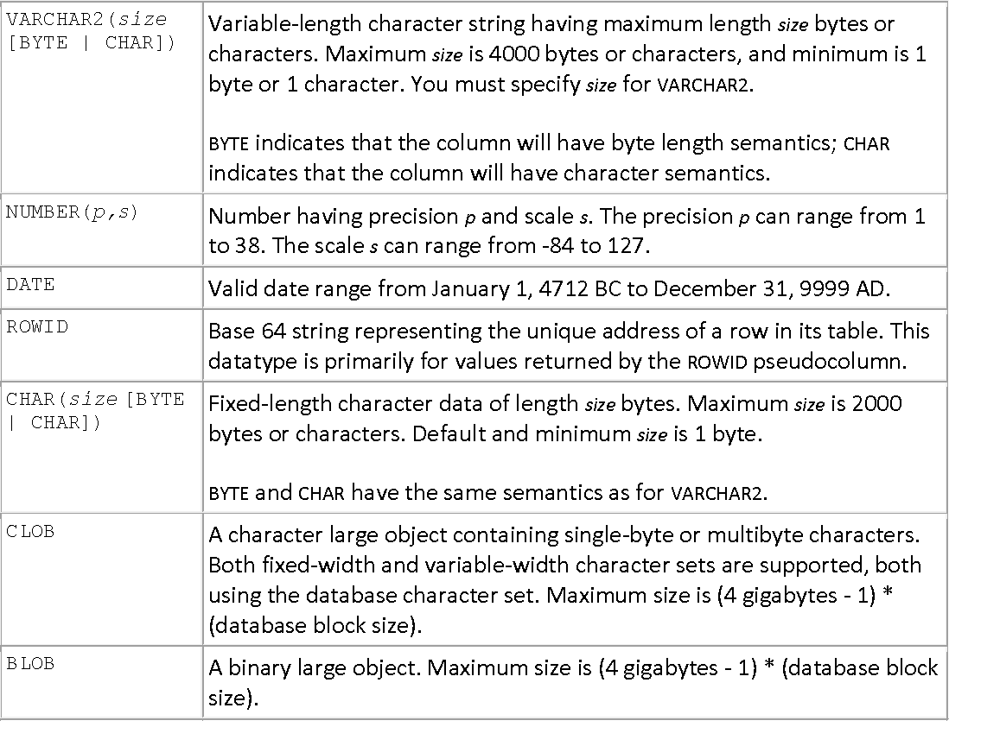 VARCHAR2(size
[BYTE | CHAR])
Variable-length character string having maximum length size bytes or
characters. Maximum size is 4000 bytes or characters, and minimum is 1
byte or 1 character. You must specify size for VARCHAR2.
BYTE indicates that the column will have byte length semantics; CHAR
indicates that the column will have character semantics.
NUMBER(p,s)
Number having precision p and scale s. The precision p can range from 1
to 38. The scale s can range from -84 to 127.
DATE
Valid date range from January 1, 4712 BC to December 31, 9999 AD.
ROWID
Base 64 string representing the unique address of a row in its table. This
datatype is primarily for values returned by the ROWID pseudocolumn.
CHAR(size [BYTE
| CHAR])
Fixed-length character data of length size bytes. Maximum size is 2000
bytes or characters. Default and minimum size is 1 byte.
BYTE and CHAR have the same semantics as for VARCHAR2.
CLOB
A character large object containing single-byte or multibyte characters.
Both fixed-width and variable-width character sets are supported, both
using the database character set. Maximum size is (4 gigabytes - 1) *
(database block size).
BLOB
A binary large object. Maximum size is (4 gigabytes - 1) * (database block
size).